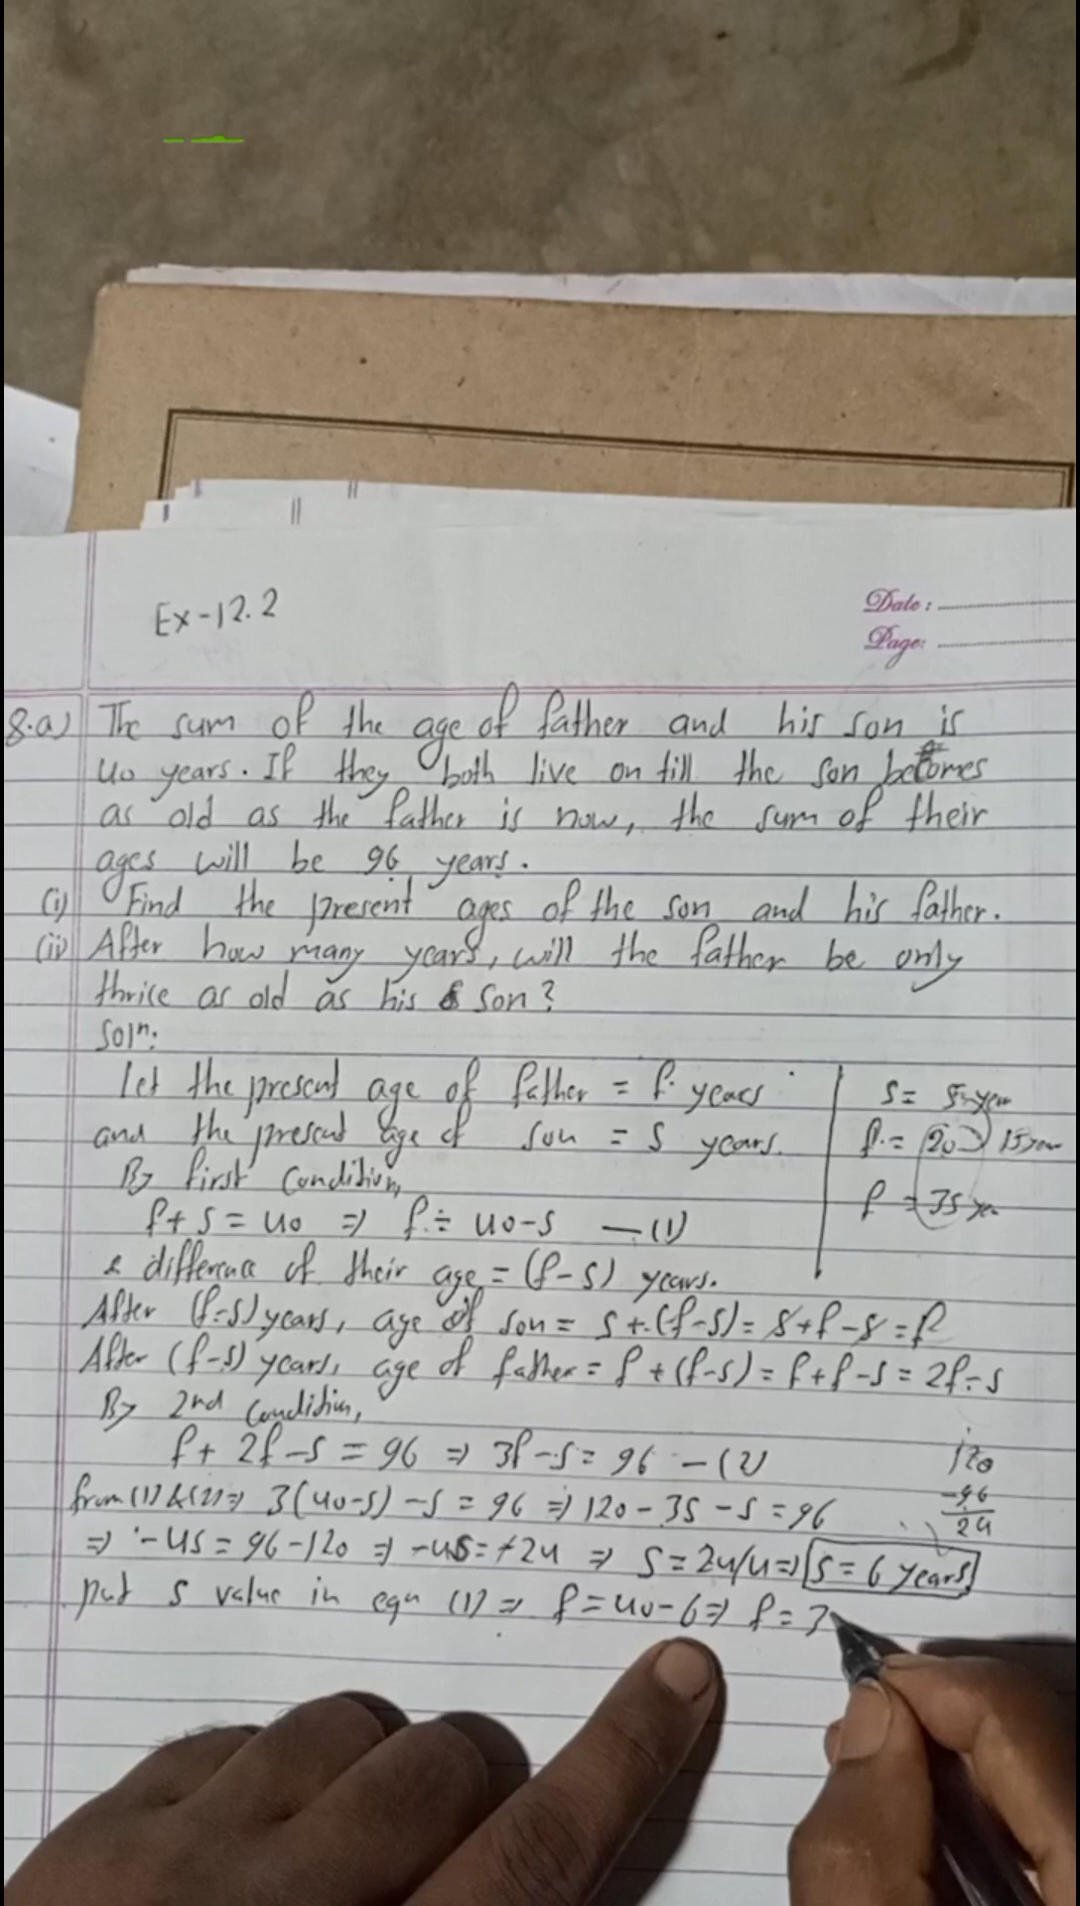 Ex-12.2
Date:
Page:
8.a) The sum of the age of father and his son is
40 years. If they both live on till the son becomes
as old as the father is now, the sum of their
ages will be 96 years.
(i) Find the present ages of the son and his father.
(ii) After how many years, will the father be only
thrice as old as his son?
Soln:
Let the present age of father = f years
and the present age of son = s years.
By first condition,
f + s = 40 => f = 40-s — (1)
& difference of their age = (f-s) years.
After (f-s) years, age of son = s + (f-s) = s+f-s = f
After (f-s) years, age of father = f + (f-s) = f+f-s = 2f-s
By 2nd condition,
f + 2f - s = 96 => 3f - s = 96 — (2)
from (1) & (2) => 3(40-s) - s = 96 => 120 - 3s - s = 96
=> -4s = 96-120 => -4s = -24 => s = 24/4 => s = 6 years
put s value in eqn (1) => f = 40-6 => f = 3
s = 5 year
f = 20 15 year
f = 35 year
120
-96
24